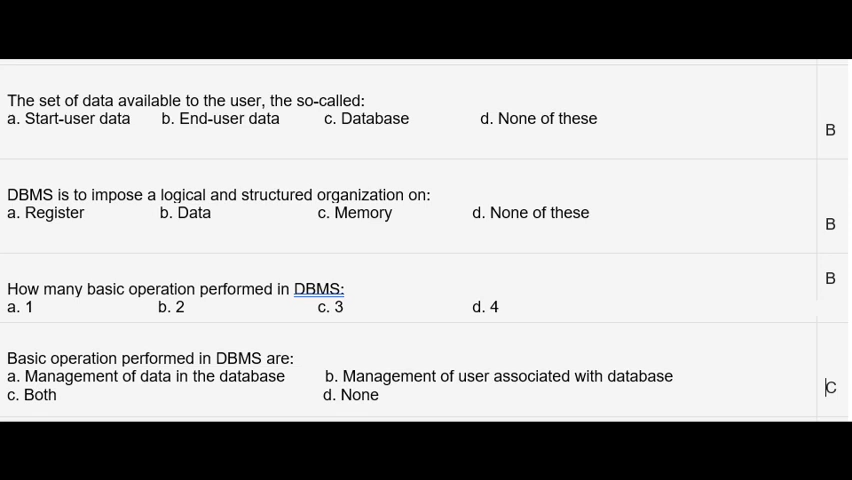 The set of data available to the user, the so-called:
a. Start-user data b. End-user data c. Database d. None of these
B
DBMS is to impose a logical and structured organization on:
a. Register b. Data c. Memory d. None of these
B
B
How many basic operation performed in DBMS:
a. 1 b. 2 c. 3 d. 4
Basic operation performed in DBMS are:
a. Management of data in the database b. Management of user associated with database
C
c. Both d. None